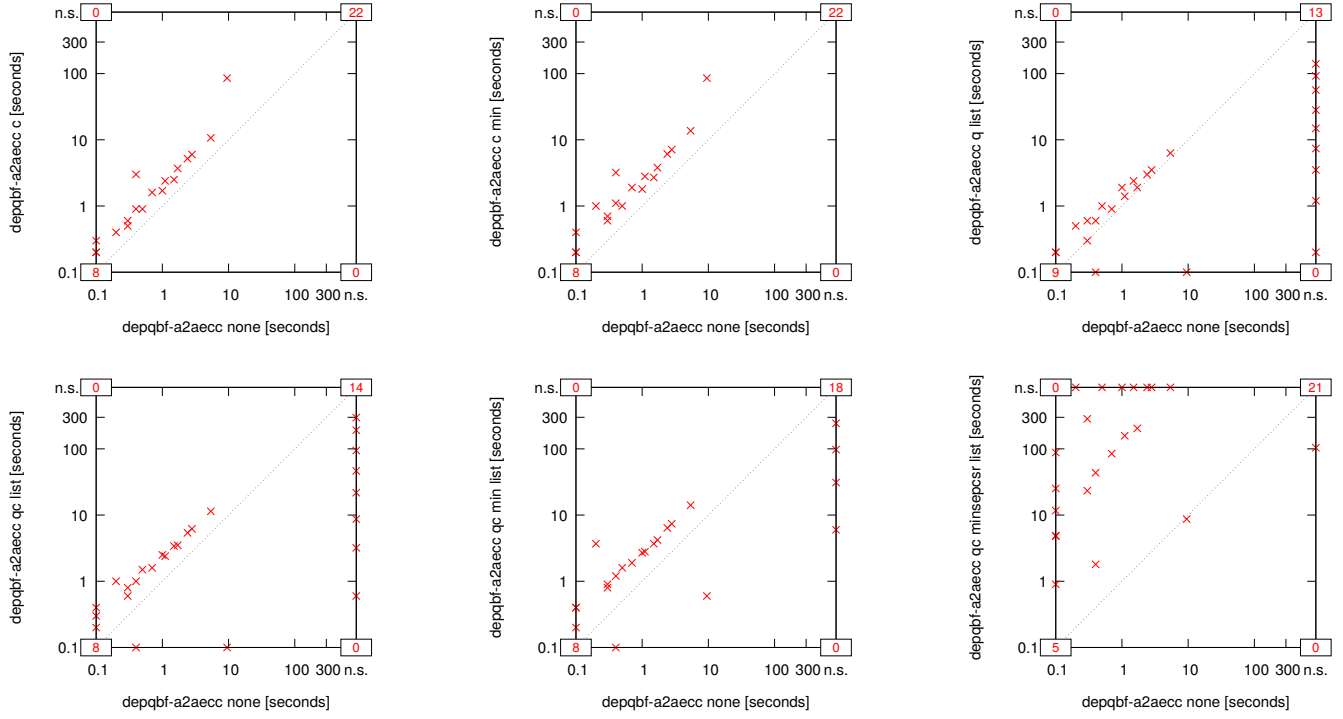 n.s. 0 22
300
100
10
1
0.1 8 0
0.1 1 10 100 300 n.s.
depqbf-a2aecc c [seconds]
depqbf-a2aecc none [seconds]
n.s. 0 22
300
100
10
1
0.1 8 0
0.1 1 10 100 300 n.s.
depqbf-a2aecc c min [seconds]
depqbf-a2aecc none [seconds]
n.s. 0 13
300
100
10
1
0.1 9 0
0.1 1 10 100 300 n.s.
depqbf-a2aecc q list [seconds]
depqbf-a2aecc none [seconds]
n.s. 0 14
300
100
10
1
0.1 8 0
0.1 1 10 100 300 n.s.
depqbf-a2aecc qc list [seconds]
depqbf-a2aecc none [seconds]
n.s. 0 18
300
100
10
1
0.1 8 0
0.1 1 10 100 300 n.s.
depqbf-a2aecc qc min list [seconds]
depqbf-a2aecc none [seconds]
n.s. 0 21
300
100
10
1
0.1 5 0
0.1 1 10 100 300 n.s.
depqbf-a2aecc qc minsepcsr list [seconds]
depqbf-a2aecc none [seconds]